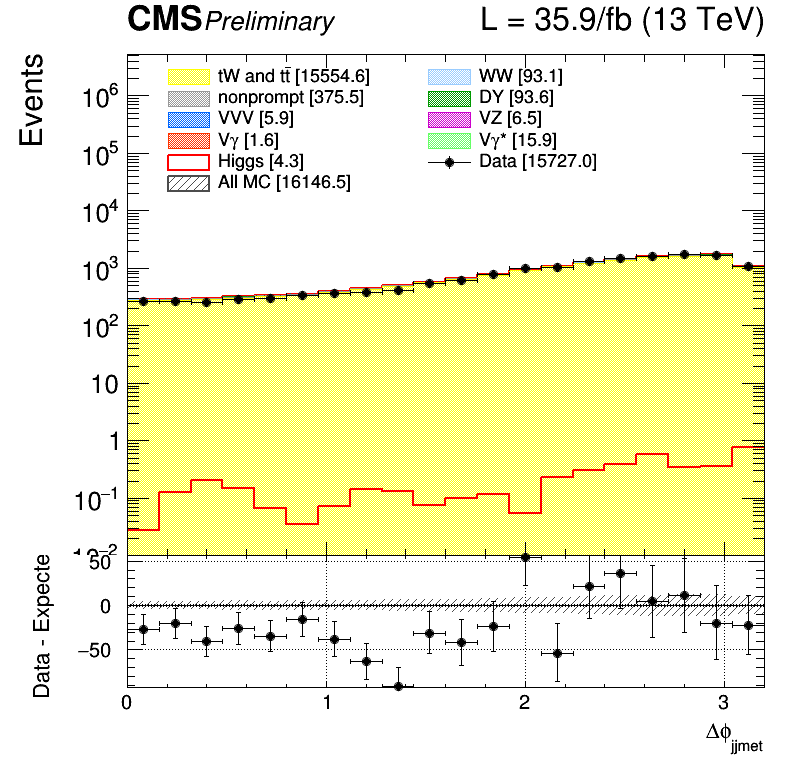 CMS Preliminary L = 35.9/fb (13 TeV)
Events
tW and tt̄ [15554.6] WW [93.1]
nonprompt [375.5] DY [93.6]
VVV [5.9] VZ [6.5]
Vγ [1.6] Vγ* [15.9]
Higgs [4.3] Data [15727.0]
All MC [16146.5]
10⁶
10⁵
10⁴
10³
10²
10
1
10⁻¹
10⁻²
Data - Expecte
50
0
−50
0 1 2 3
Δϕ_jjmet